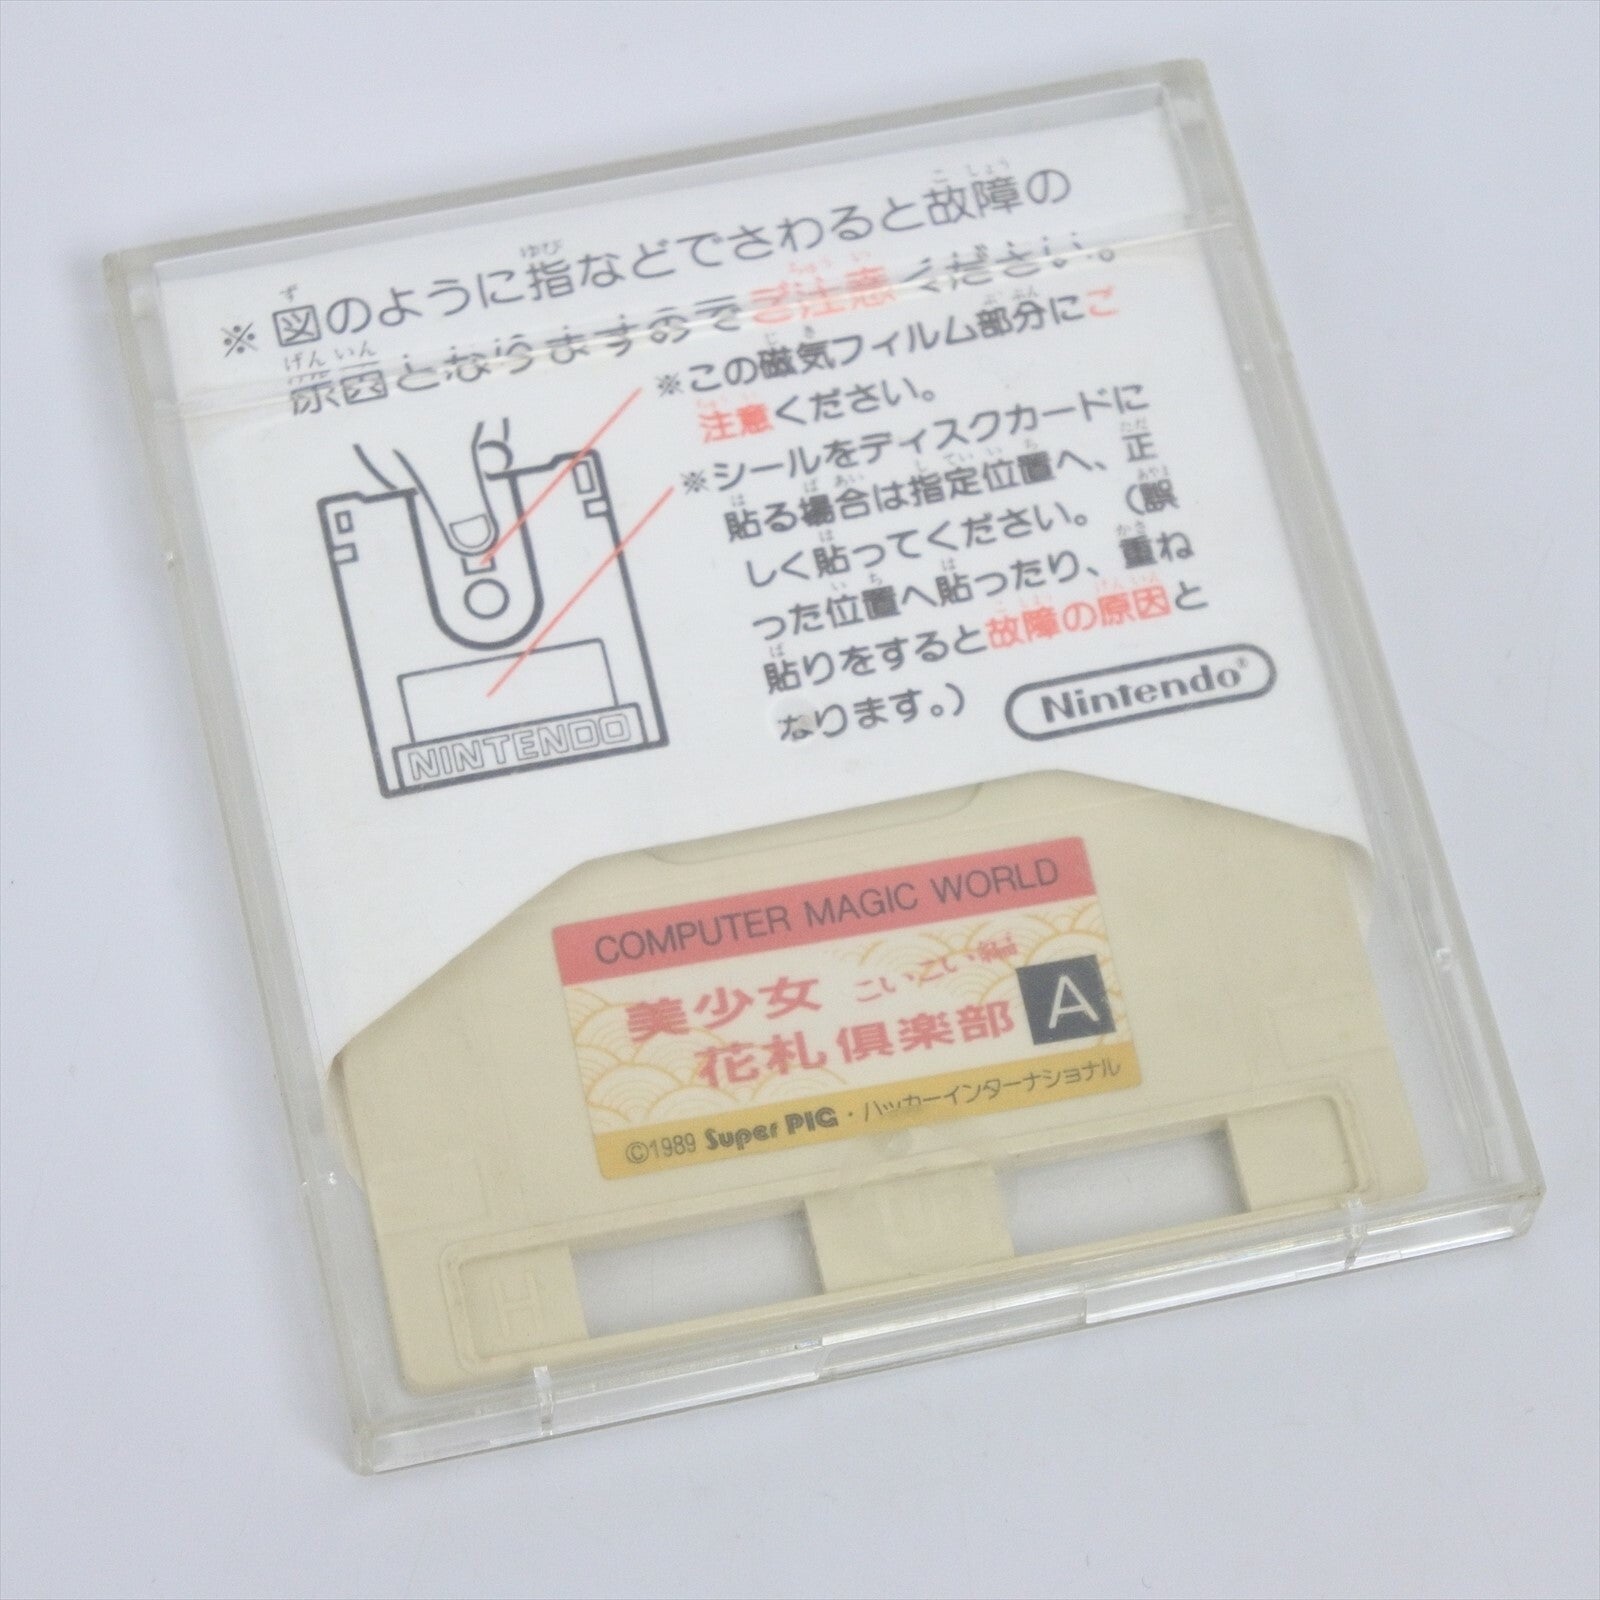 ※図のように指などでさわると故障の
原因となりますのでご注意ください。
※この磁気フィルム部分にご
注意ください。
※シールをディスクカードに
貼る場合は指定位置へ、正
しく貼ってください。(誤
った位置へ貼ったり、重ね
貼りをすると故障の原因と
なります。)
Nintendo®
NINTENDO
COMPUTER MAGIC WORLD
美少女 こいこい編
花札倶楽部 A
©1989 Super PIG・ハッカーインターナショナル
H S